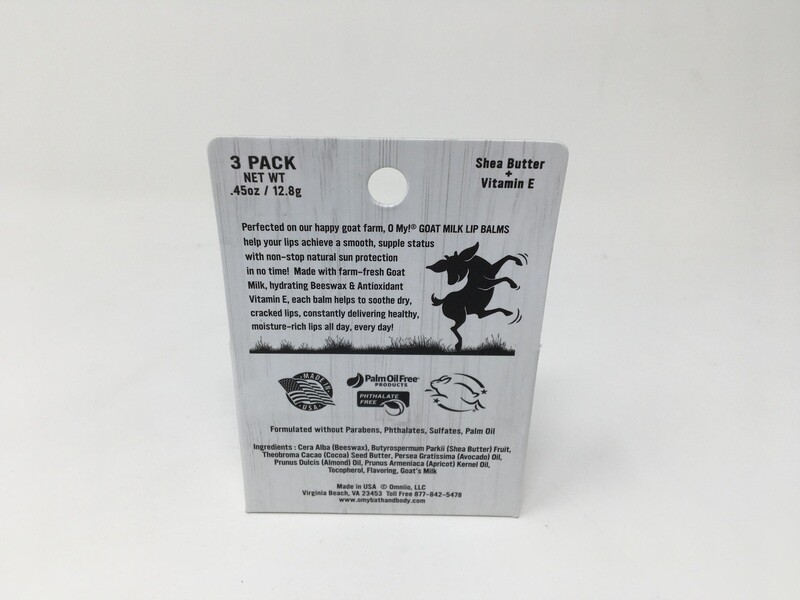 3 PACK
NET WT
.45oz / 12.8g
Shea Butter
+
Vitamin E
Perfected on our happy goat farm, O My!® GOAT MILK LIP BALMS
help your lips achieve a smooth, supple status
with non-stop natural sun protection
in no time! Made with farm-fresh Goat
Milk, hydrating Beeswax & Antioxidant
Vitamin E, each balm helps to soothe dry,
cracked lips, constantly delivering healthy,
moisture-rich lips all day, every day!
MADE IN
U.S.A.
Palm Oil Free
PRODUCTS
PHTHALATE
FREE
Formulated without Parabens, Phthalates, Sulfates, Palm Oil
Ingredients : Cera Alba (Beeswax), Butyrospermum Parkii (Shea Butter) Fruit,
Theobroma Cacao (Cocoa) Seed Butter, Persea Gratissima (Avocado) Oil,
Prunus Dulcis (Almond) Oil, Prunus Armeniaca (Apricot) Kernel Oil,
Tocopherol, Flavoring, Goat's Milk
Made in USA © Omnilo, LLC
Virginia Beach, VA 23453 Toll Free 877-842-5478
www.omybathandbody.com